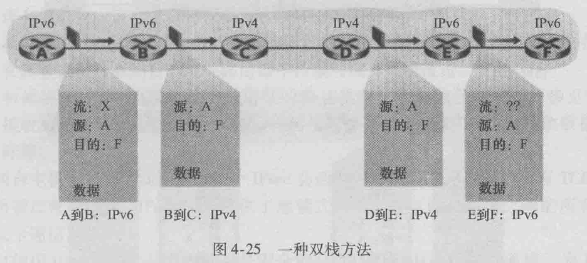 IPv6 IPv6 IPv4 IPv4 IPv6 IPv6
A B C D E F
流：X
源：A
目的：F
数据
A到B：IPv6
源：A
目的：F
数据
B到C：IPv4
源：A
目的：F
数据
D到E：IPv4
流：??
源：A
目的：F
数据
E到F：IPv6
图4-25 一种双栈方法